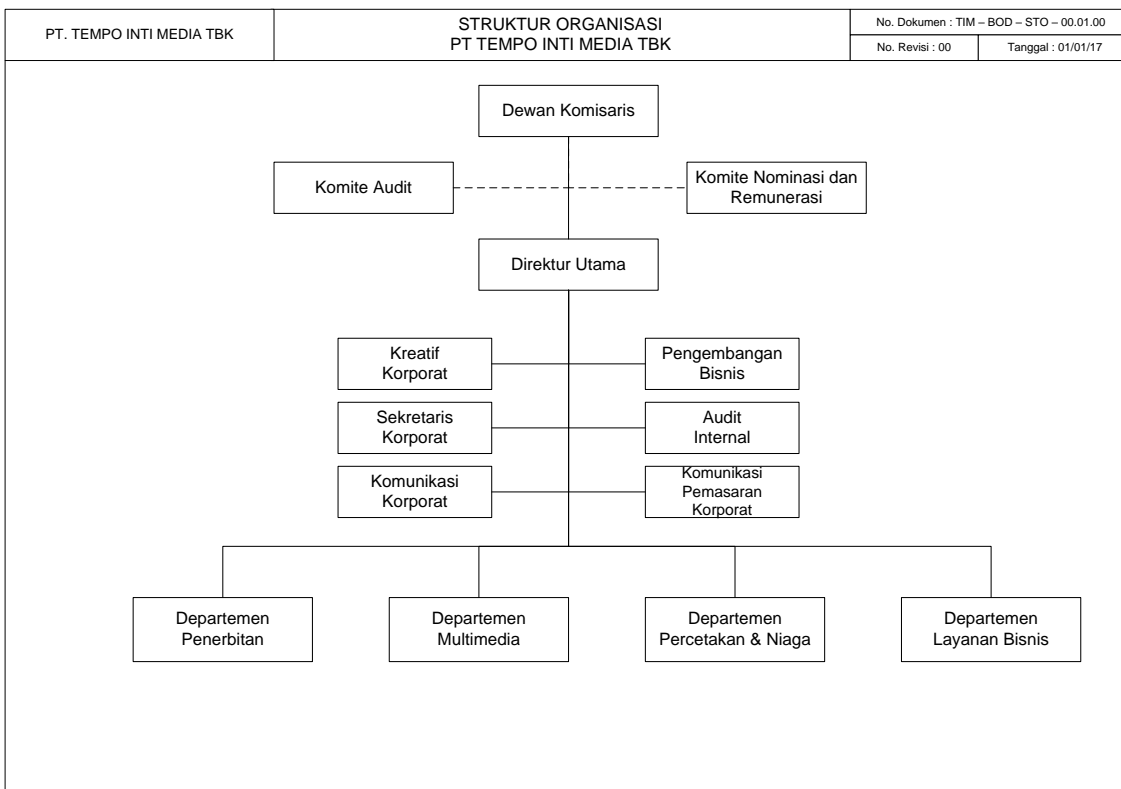 PT. TEMPO INTI MEDIA TBK
STRUKTUR ORGANISASI
PT TEMPO INTI MEDIA TBK
No. Dokumen : TIM – BOD – STO – 00.01.00
No. Revisi : 00
Tanggal : 01/01/17
Dewan Komisaris
Komite Audit
Komite Nominasi dan
Remunerasi
Direktur Utama
Kreatif
Korporat
Pengembangan
Bisnis
Sekretaris
Korporat
Audit
Internal
Komunikasi
Korporat
Komunikasi
Pemasaran
Korporat
Departemen
Penerbitan
Departemen
Multimedia
Departemen
Percetakan & Niaga
Departemen
Layanan Bisnis